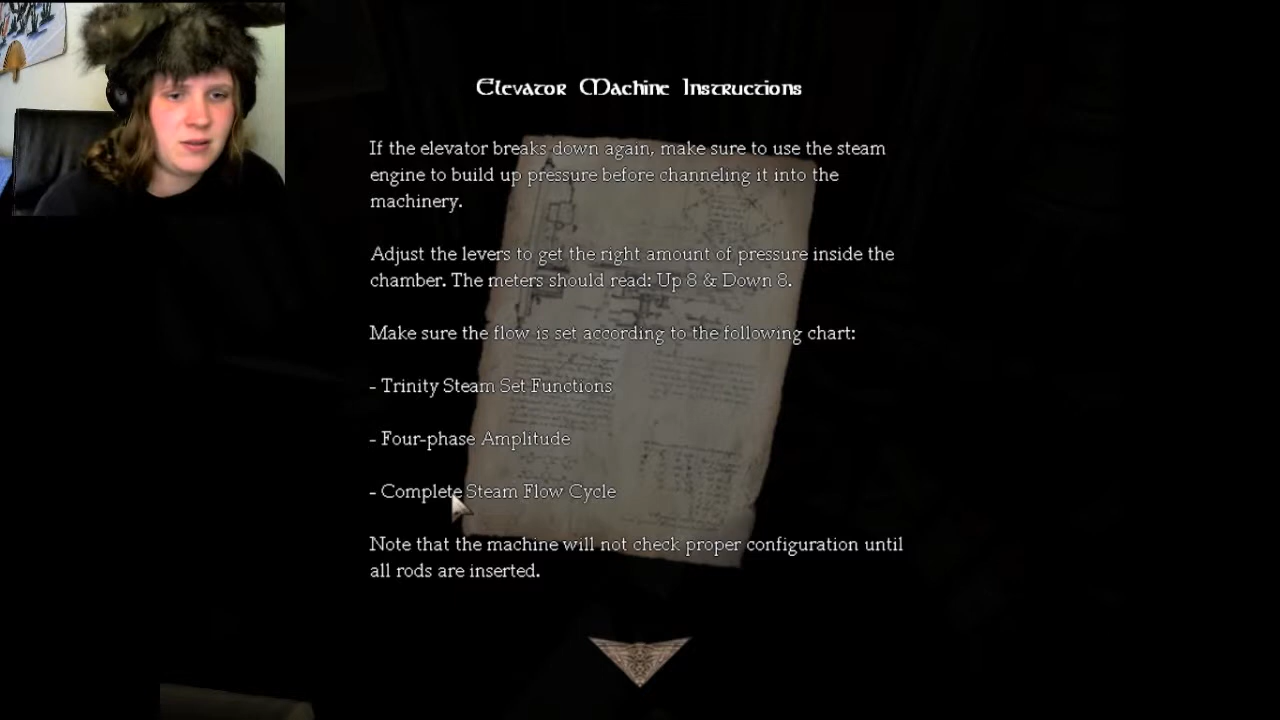 Elevator Machine Instructions
If the elevator breaks down again, make sure to use the steam
engine to build up pressure before channeling it into the
machinery.
Adjust the levers to get the right amount of pressure inside the
chamber. The meters should read: Up 8 & Down 8.
Make sure the flow is set according to the following chart:
- Trinity Steam Set Functions
- Four-phase Amplitude
- Complete Steam Flow Cycle
Note that the machine will not check proper configuration until
all rods are inserted.